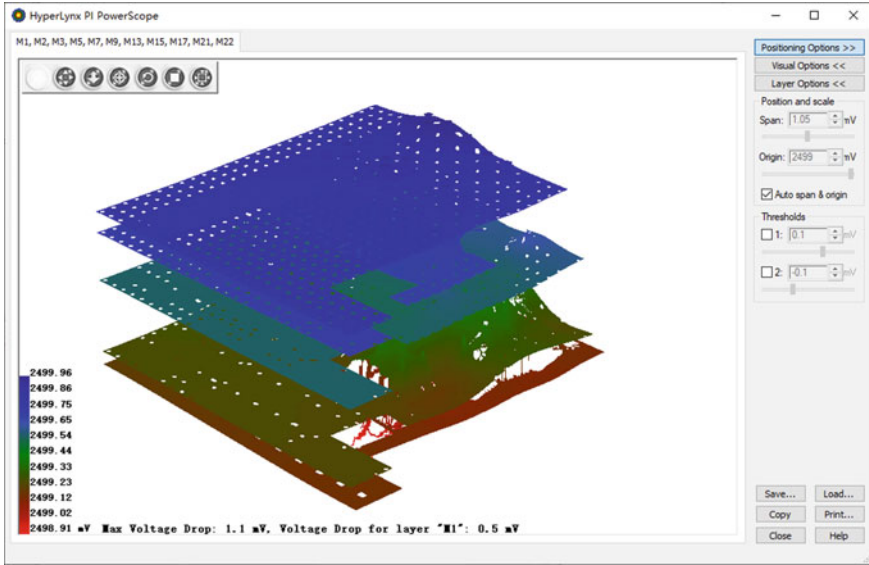 HyperLynx PI PowerScope
M1, M2, M3, M5, M7, M9, M13, M15, M17, M21, M22
Positioning Options >>
Visual Options <<
Layer Options <<
Position and scale
Span: 1.05 mV
Origin: 2499 mV
Auto span & origin
Thresholds
1: 0.1 mV
2: -0.1 mV
2499.96
2499.86
2499.75
2499.65
2499.54
2499.44
2499.33
2499.23
2499.12
2499.02
2498.91 mV Max Voltage Drop: 1.1 mV, Voltage Drop for layer "M1": 0.5 mV
Save... Load...
Copy Print...
Close Help